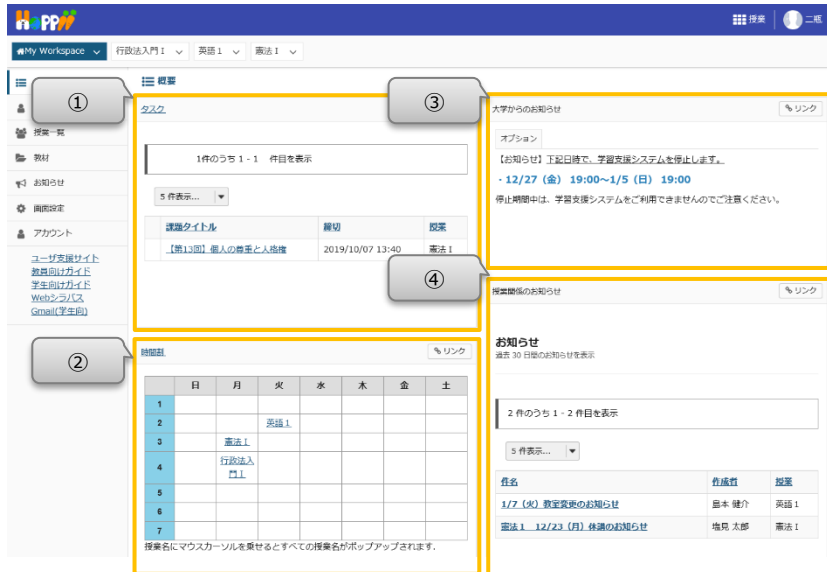 HoPPii
授業
二瓶
My Workspace
行政法入門Ⅰ
英語1
憲法Ⅰ
概要
①
授業一覧
教材
お知らせ
画面設定
アカウント
ユーザ支援サイト
教員向けガイド
学生向けガイド
Webシラバス
Gmail(学生向)
タスク
1件のうち 1 - 1 件目を表示
5 件表示...
課題タイトル 締切 授業
【第13回】個人の尊重と人格権 2019/10/07 13:40 憲法Ⅰ
②
時間割
リンク
日 月 火 水 木 金 土
1
2 英語1
3 憲法Ⅰ
4 行政法入
門Ⅰ
5
6
7
授業名にマウスカーソルを乗せるとすべての授業名がポップアップされます.
③
大学からのお知らせ
リンク
オプション
【お知らせ】下記日時で、学習支援システムを停止します。
・12/27（金）19:00～1/5（日）19:00
停止期間中は、学習支援システムをご利用できませんのでご注意ください。
④
授業関係のお知らせ
リンク
お知らせ
過去 30 日間のお知らせを表示
2 件のうち 1 - 2 件目を表示
5 件表示...
件名 作成者 授業
1/7（火）教室変更のお知らせ 島本 健介 英語1
憲法1　12/23（月）休講のお知らせ 塩見 太郎 憲法Ⅰ